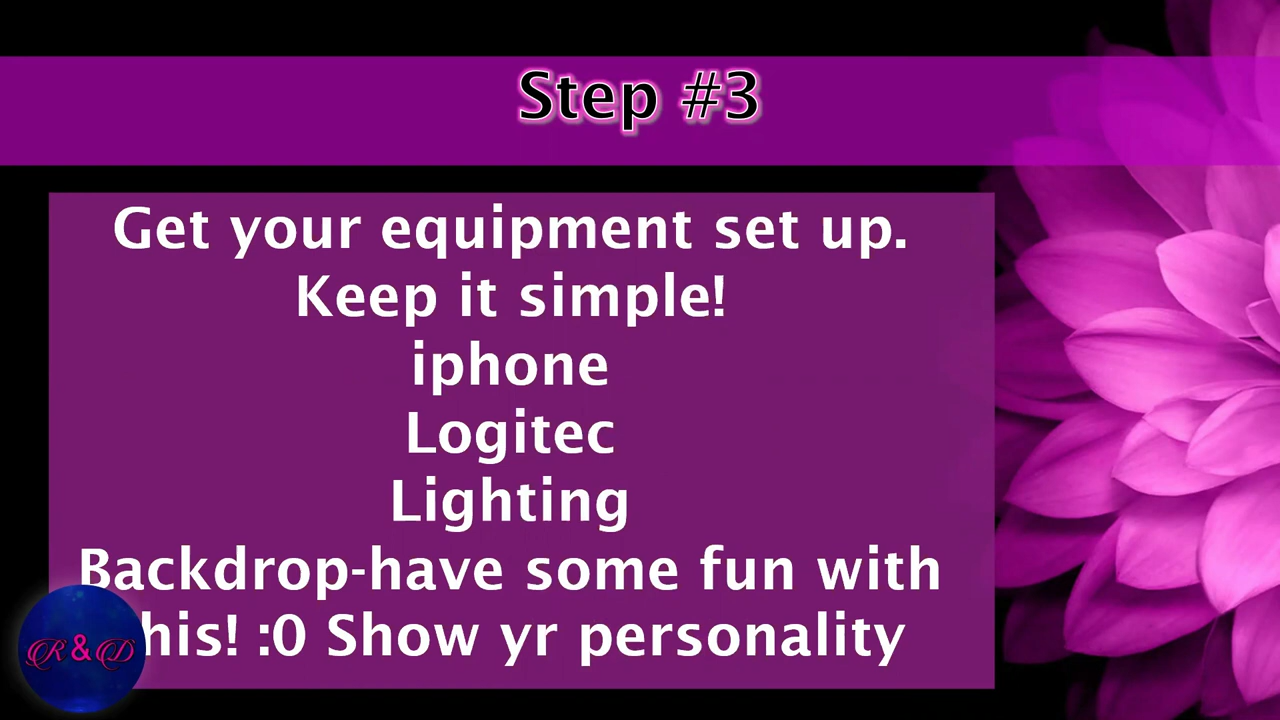 Step #3
Get your equipment set up.
Keep it simple!
iphone
Logitec
Lighting
Backdrop-have some fun with
his! :0 Show yr personality
R&D